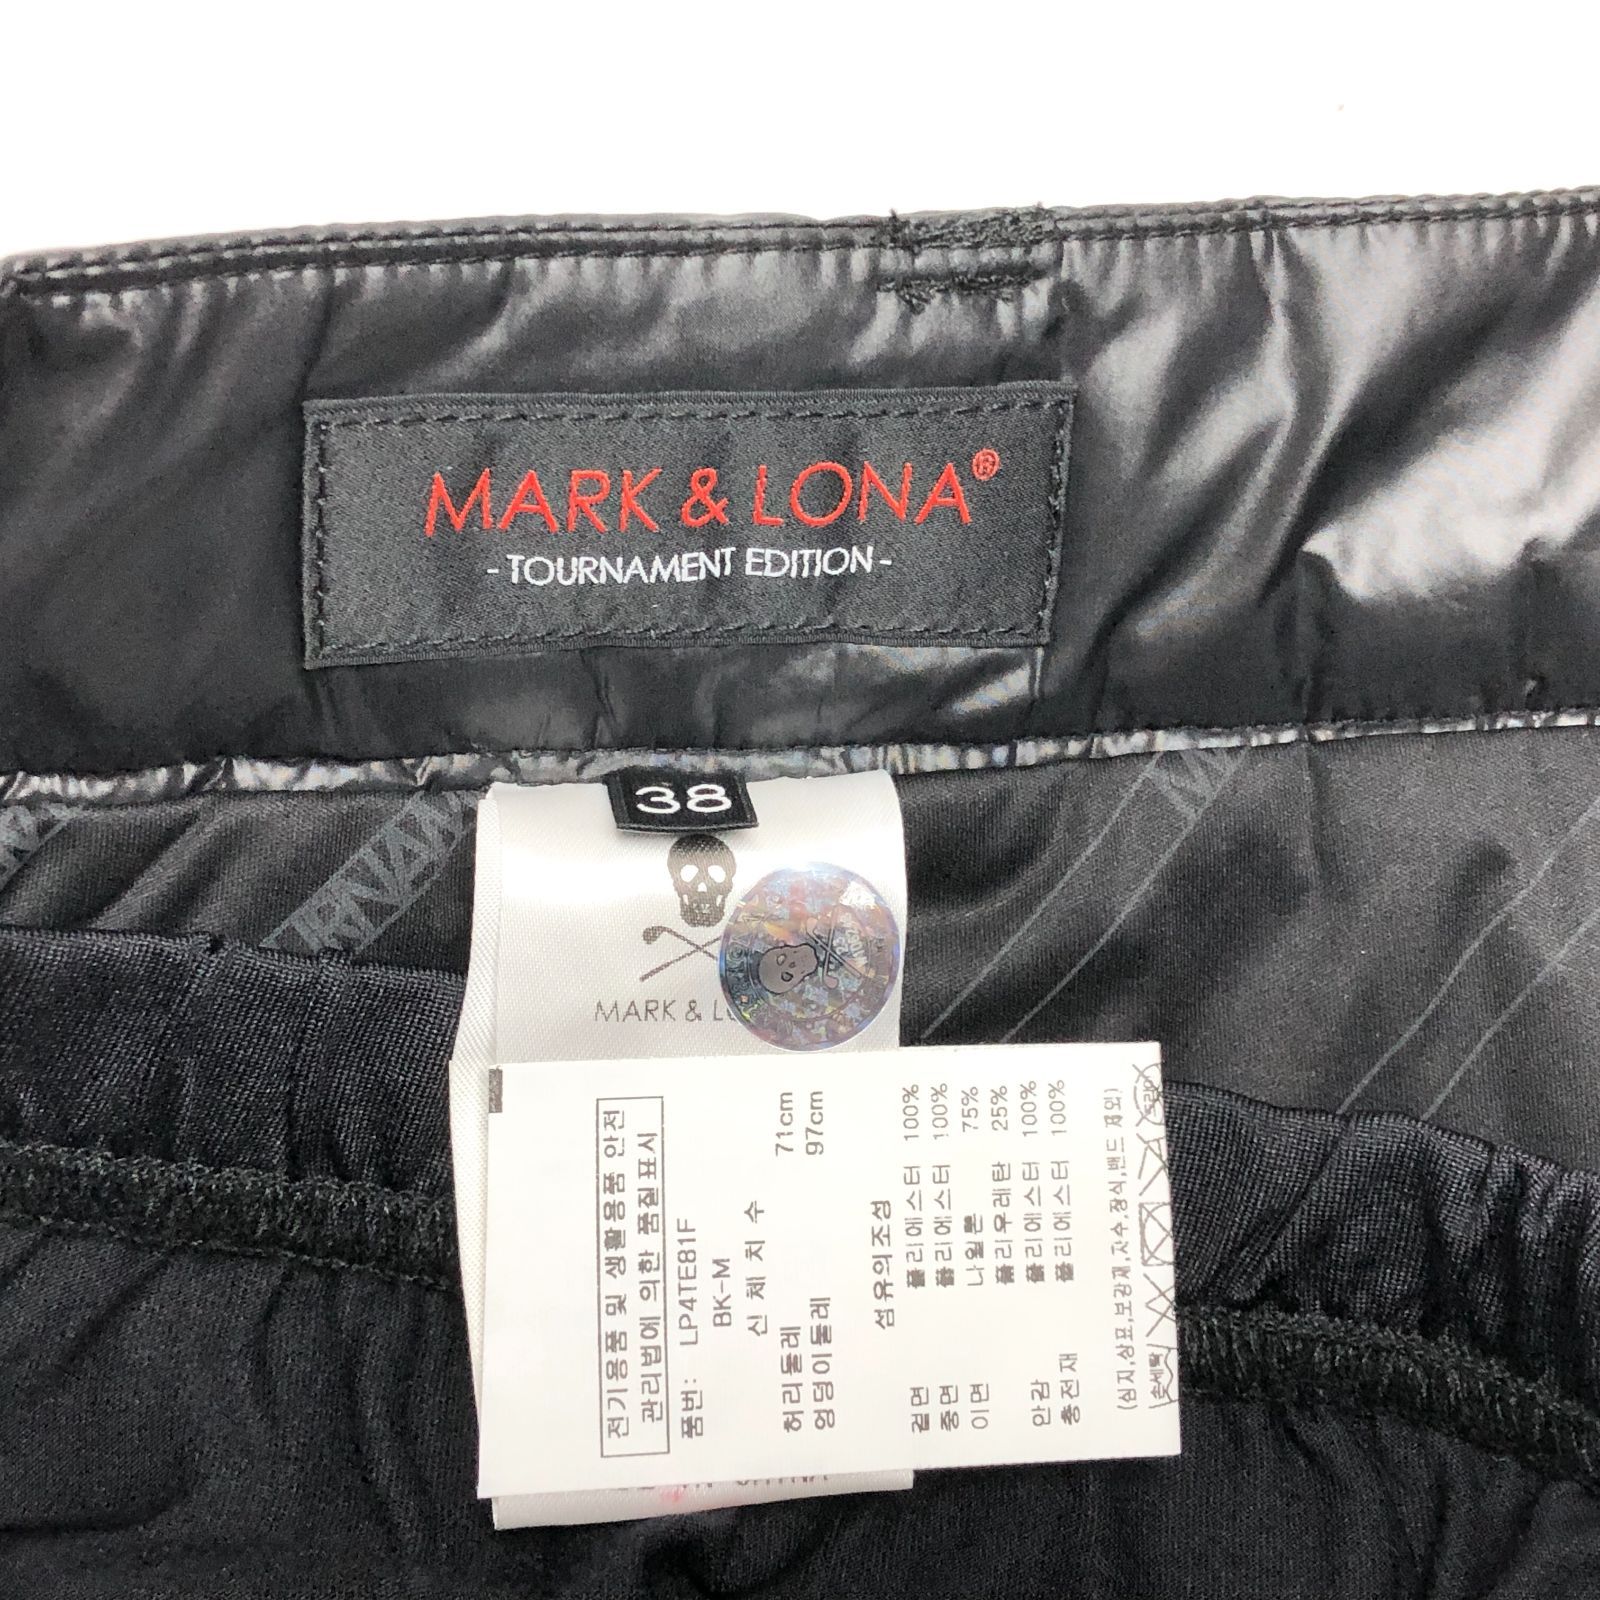 MARK & LONA®
- TOURNAMENT EDITION -
38
MARK & L
전기용품 및 생활용품 안전
관리법에 의한 품질표시
품번: LP4TE81F
BK-M
신 체 치 수
허리둘레 71cm
엉덩이둘레 97cm
섬유의조성
겉면 폴리에스터 100%
중면 폴리에스터 100%
이면 나일론 75%
폴리우레탄 25%
안감 폴리에스터 100%
충전재 폴리에스터 100%
(심지,상표,보강재,자수,장식,밴드 제외)
손세탁